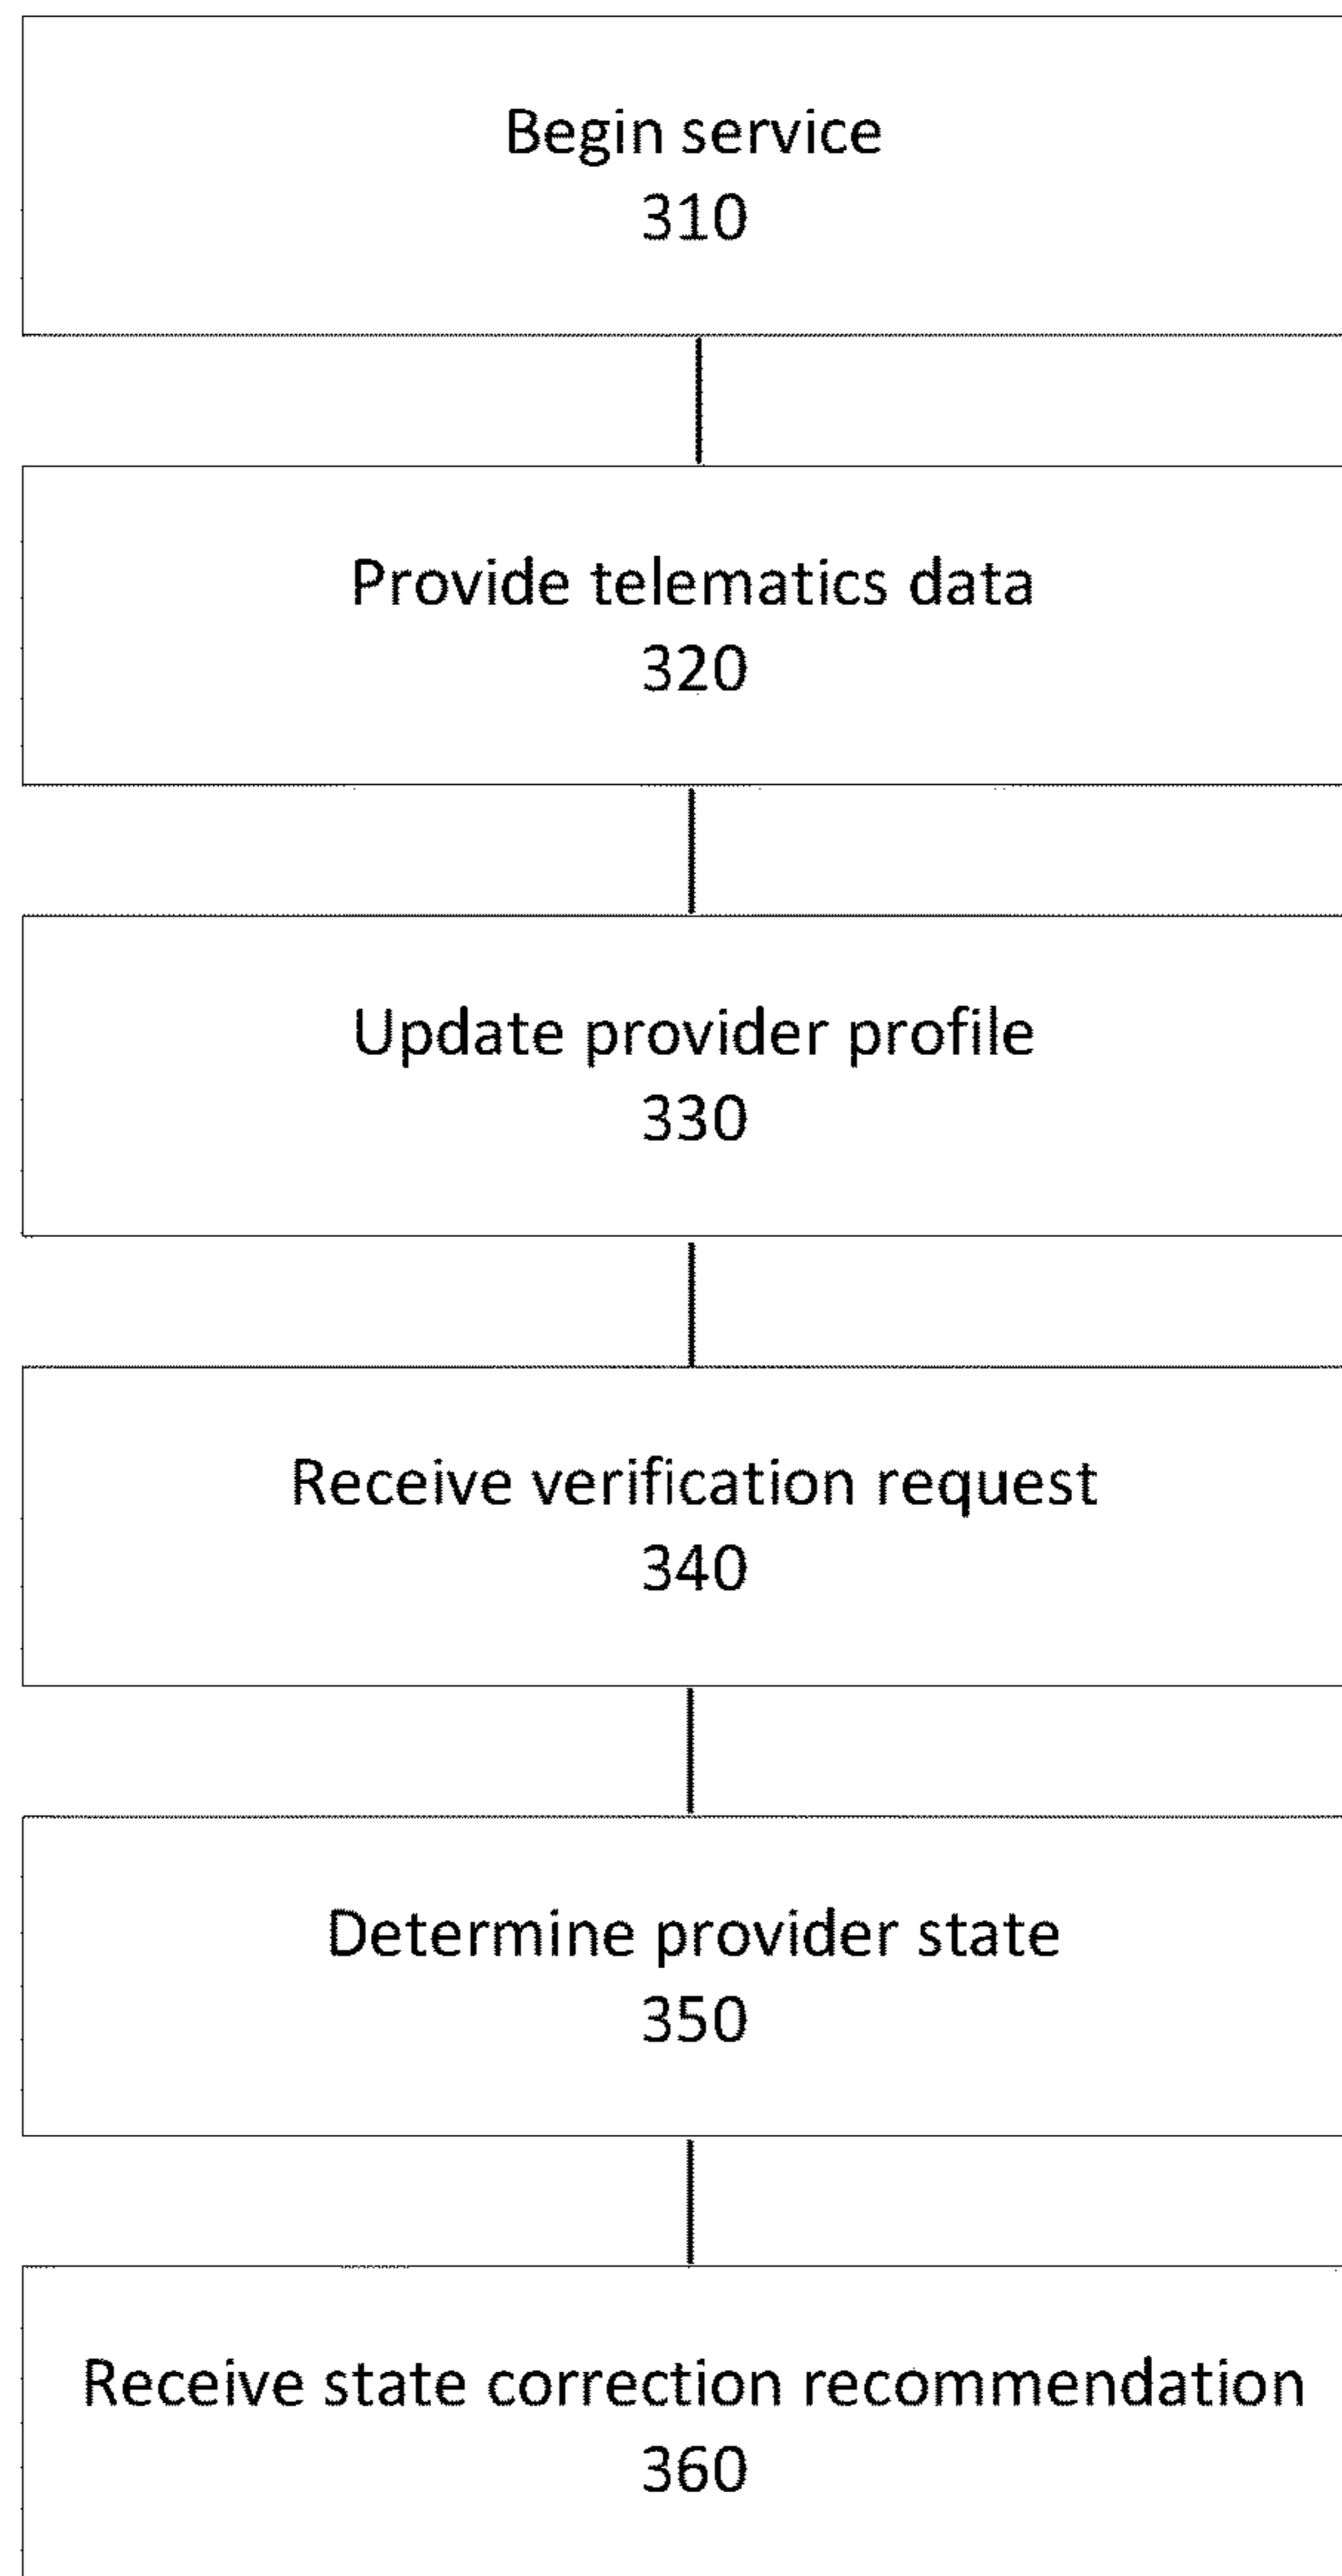 Begin service
310
Provide telematics data
320
Update provider profile
330
Receive verification request
340
Determine provider state
350
Receive state correction recommendation
360